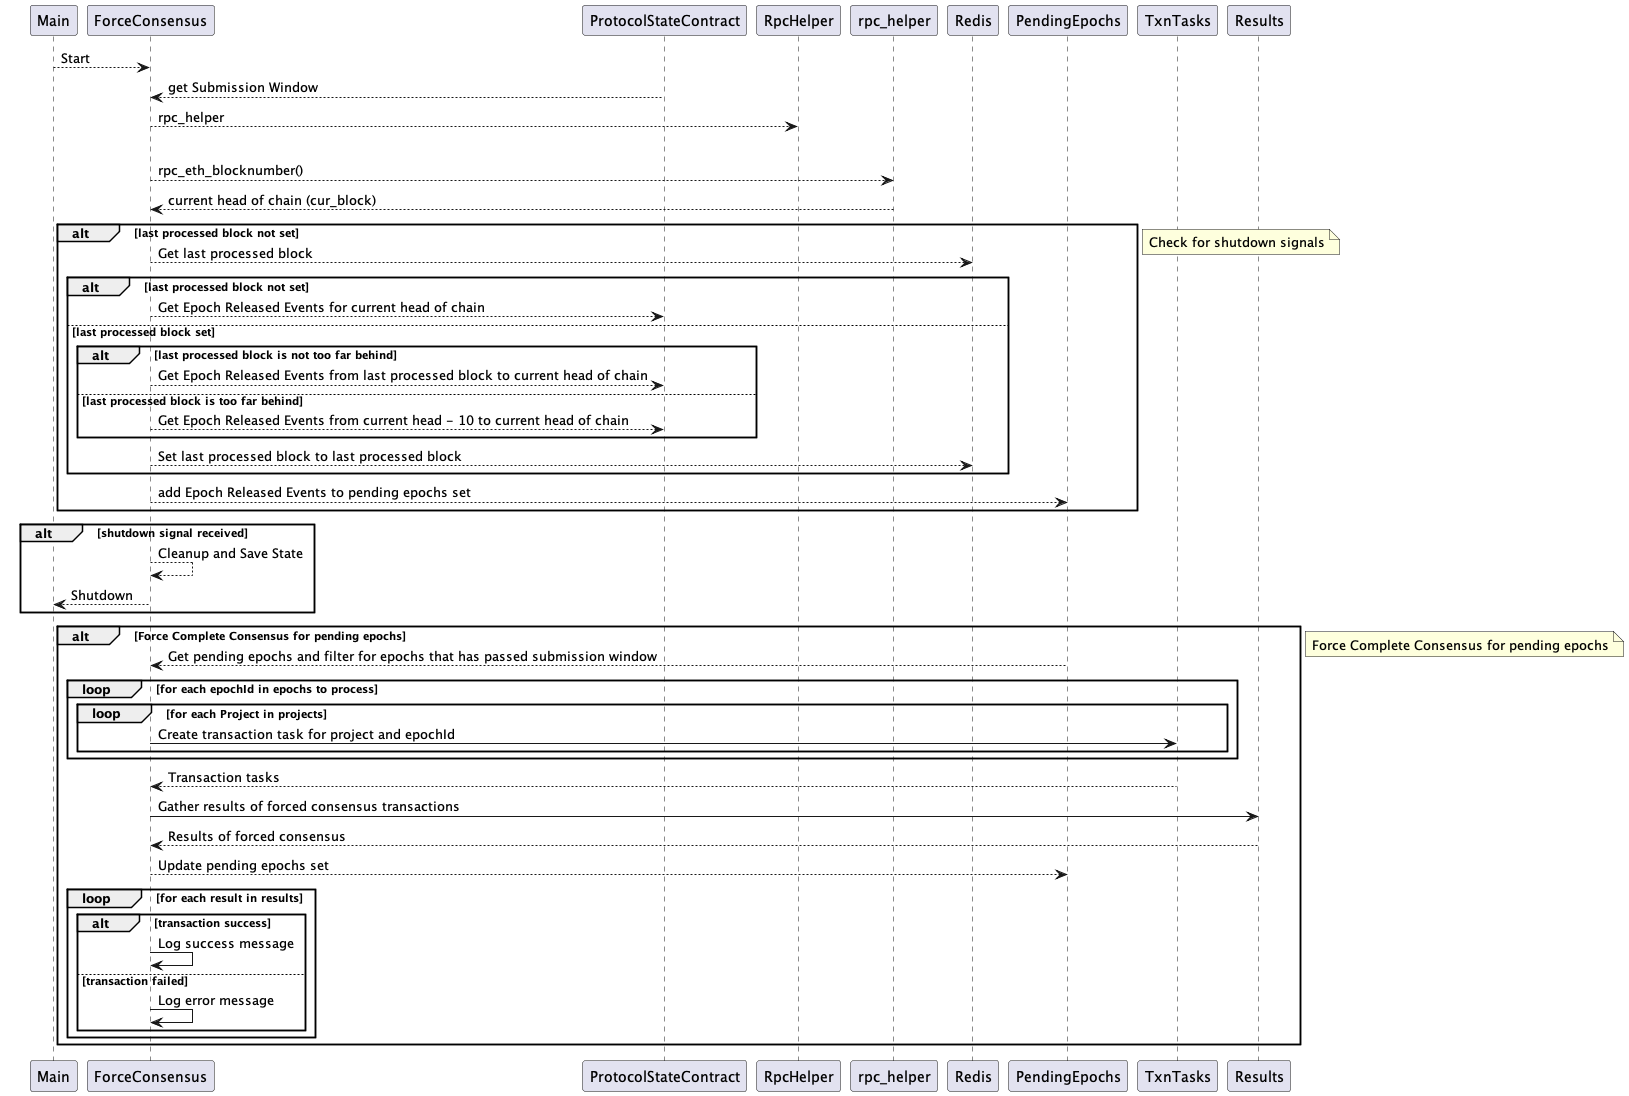 Main ForceConsensus ProtocolStateContract RpcHelper rpc_helper Redis PendingEpochs TxnTasks Results
Start
get Submission Window
rpc_helper
rpc_eth_blocknumber()
current head of chain (cur_block)
alt [last processed block not set]
Check for shutdown signals
Get last processed block
alt [last processed block not set]
Get Epoch Released Events for current head of chain
[last processed block set]
alt [last processed block is not too far behind]
Get Epoch Released Events from last processed block to current head of chain
[last processed block is too far behind]
Get Epoch Released Events from current head - 10 to current head of chain
Set last processed block to last processed block
add Epoch Released Events to pending epochs set
alt [shutdown signal received]
Cleanup and Save State
Shutdown
alt [Force Complete Consensus for pending epochs]
Force Complete Consensus for pending epochs
Get pending epochs and filter for epochs that has passed submission window
loop [for each epochId in epochs to process]
loop [for each Project in projects]
Create transaction task for project and epochId
Transaction tasks
Gather results of forced consensus transactions
Results of forced consensus
Update pending epochs set
loop [for each result in results]
alt [transaction success]
Log success message
[transaction failed]
Log error message
Main ForceConsensus ProtocolStateContract RpcHelper rpc_helper Redis PendingEpochs TxnTasks Results